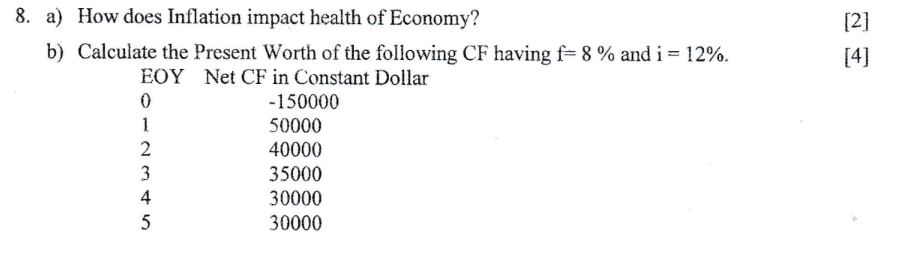 8. a) How does Inflation impact health of Economy? [2]
b) Calculate the Present Worth of the following CF having f= 8 % and i = 12%. [4]
EOY Net CF in Constant Dollar
0 -150000
1 50000
2 40000
3 35000
4 30000
5 30000